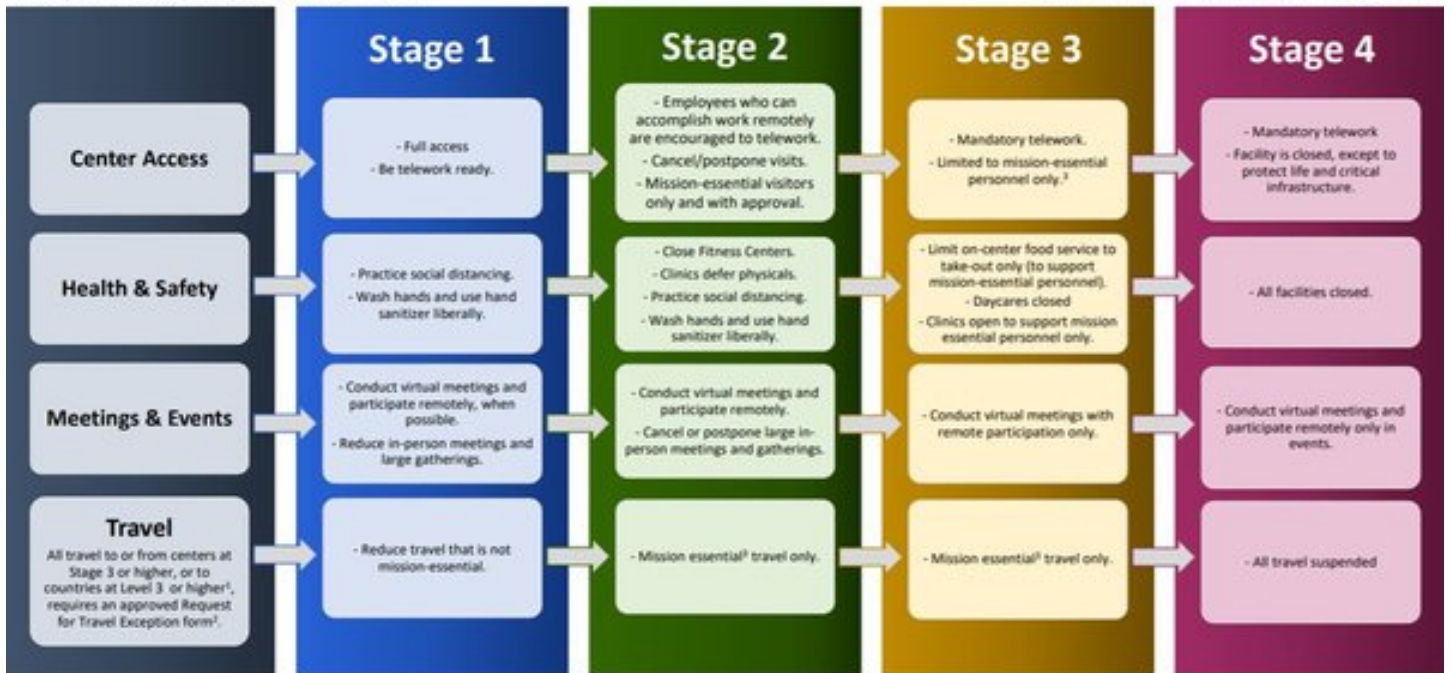 Stage 1
Stage 2
Stage 3
Stage 4
Center Access
- Full access
- Be telework ready.
- Employees who can
accomplish work remotely
are encouraged to telework.
- Cancel/postpone visits.
- Mission-essential visitors
only and with approval.
- Mandatory telework.
- Limited to mission-essential
personnel only.³
- Mandatory telework
- Facility is closed, except to
protect life and critical
infrastructure.
Health & Safety
- Practice social distancing.
- Wash hands and use hand
sanitizer liberally.
- Close Fitness Centers.
- Clinics defer physicals.
- Practice social distancing.
- Wash hands and use hand
sanitizer liberally.
- Limit on-center food service to
take-out only (to support
mission-essential personnel).
- Daycares closed
- Clinics open to support mission
essential personnel only.
- All facilities closed.
Meetings & Events
- Conduct virtual meetings and
participate remotely, when
possible.
- Reduce in-person meetings and
large gatherings.
- Conduct virtual meetings and
participate remotely.
- Cancel or postpone large in-
person meetings and gatherings.
- Conduct virtual meetings with
remote participation only.
- Conduct virtual meetings and
participate remotely only in
events.
Travel
All travel to or from centers at
Stage 3 or higher, or to
countries at Level 3 or higher¹,
requires an approved Request
for Travel Exception form².
- Reduce travel that is not
mission-essential.
- Mission essential³ travel only.
- Mission essential³ travel only.
- All travel suspended